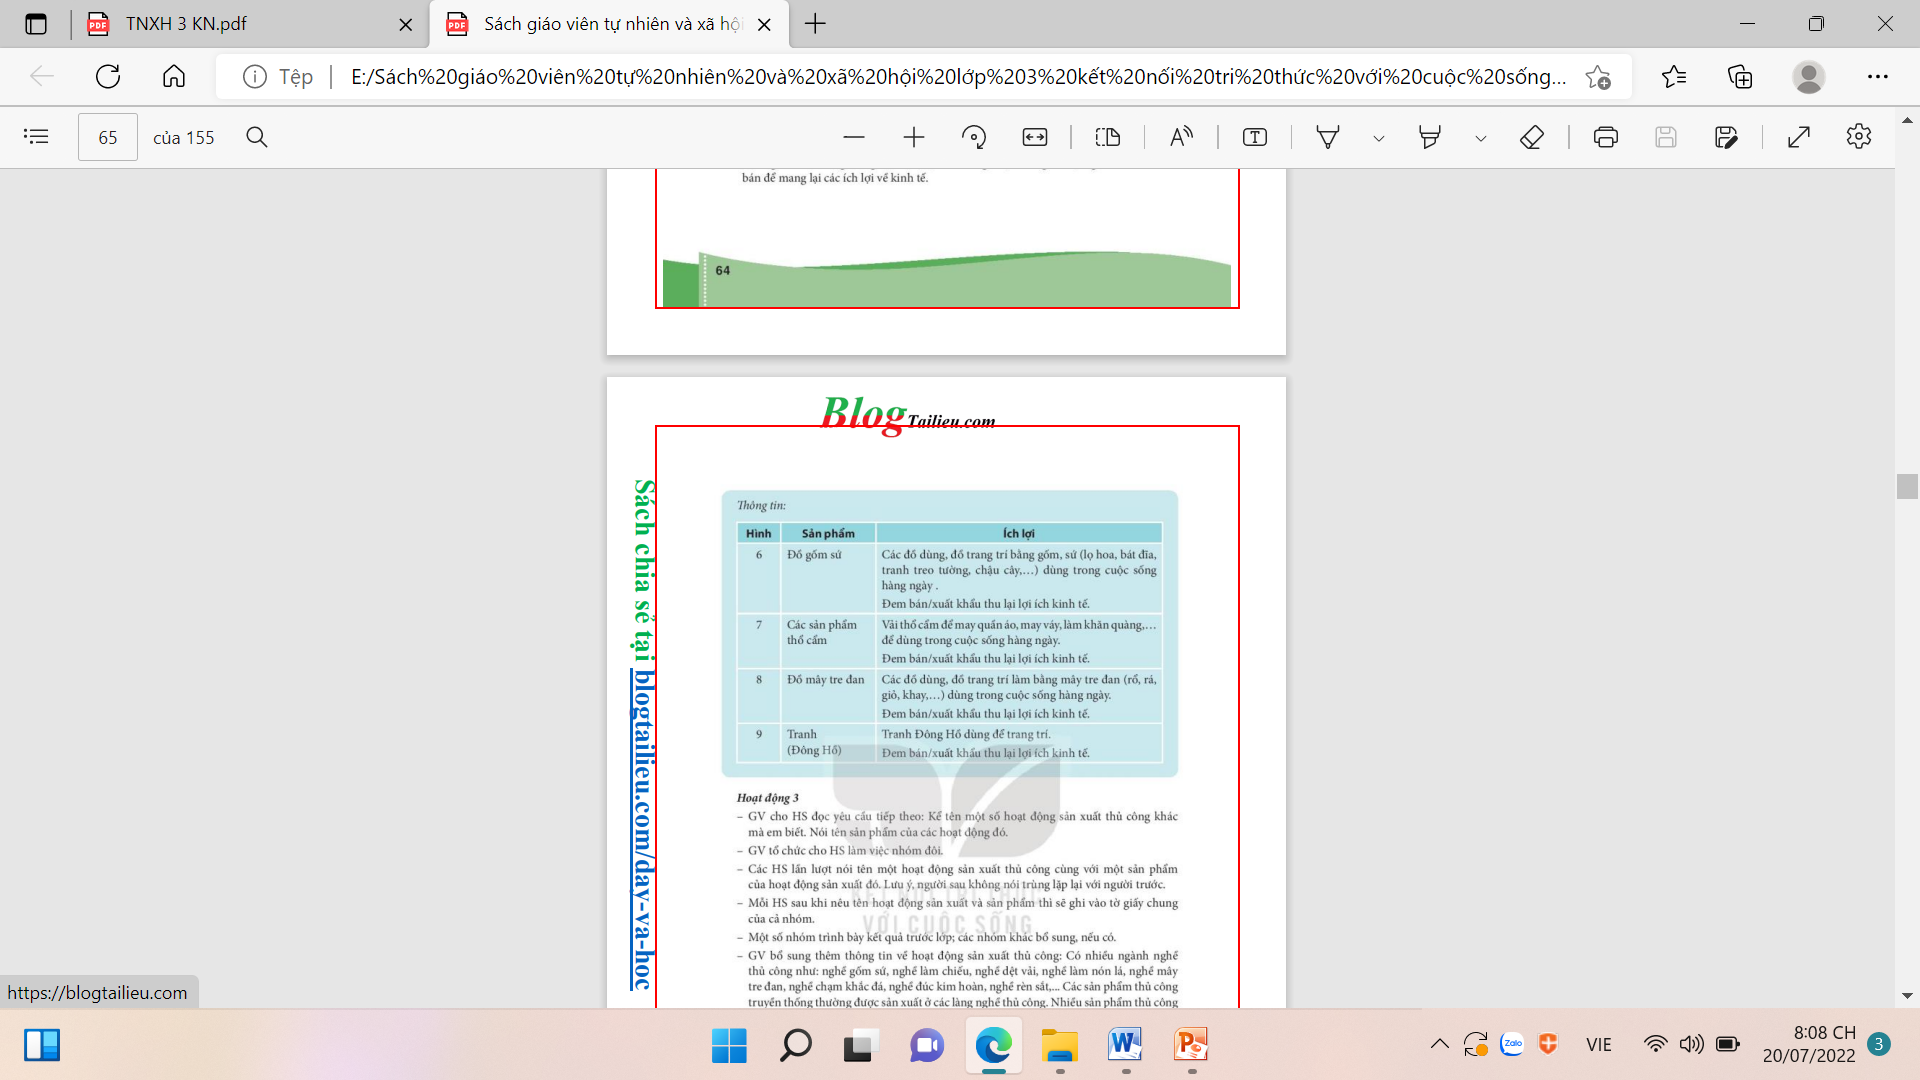 TNXH 3 KN.pdf
Sách giáo viên tự nhiên và xã hội
Tệp
E:/Sách%20giáo%20viên%20tự%20nhiên%20và%20xã%20hội%20lớp%203%20kết%20nối%20tri%20thức%20với%20cuộc%20sống...
65
của 155
bán để mang lại các ích lợi về kinh tế.
64
BlogTailieu.com
Sách chia sẻ tại blogtailieu.com/day-va-hoc
Thông tin:
Hình Sản phẩm Ích lợi
6 Đồ gốm sứ Các đồ dùng, đồ trang trí bằng gốm, sứ (lọ hoa, bát đĩa,
tranh treo tường, chậu cây,…) dùng trong cuộc sống
hàng ngày .
Đem bán/xuất khẩu thu lại lợi ích kinh tế.
7 Các sản phẩm Vải thổ cẩm để may quần áo, may váy, làm khăn quàng,…
thổ cẩm để dùng trong cuộc sống hàng ngày.
Đem bán/xuất khẩu thu lại lợi ích kinh tế.
8 Đồ mây tre đan Các đồ dùng, đồ trang trí làm bằng mây tre đan (rổ, rá,
giỏ, khay,…) dùng trong cuộc sống hàng ngày.
Đem bán/xuất khẩu thu lại lợi ích kinh tế.
9 Tranh Tranh Đông Hồ dùng để trang trí.
(Đông Hồ) Đem bán/xuất khẩu thu lại lợi ích kinh tế.
Hoạt động 3
– GV cho HS đọc yêu cầu tiếp theo: Kể tên một số hoạt động sản xuất thủ công khác
mà em biết. Nói tên sản phẩm của các hoạt động đó.
– GV tổ chức cho HS làm việc nhóm đôi.
– Các HS lần lượt nói tên một hoạt động sản xuất thủ công cùng với một sản phẩm
của hoạt động sản xuất đó. Lưu ý, người sau không nói trùng lặp lại với người trước.
– Mỗi HS sau khi nêu tên hoạt động sản xuất và sản phẩm thì sẽ ghi vào tờ giấy chung
của cả nhóm.
– Một số nhóm trình bày kết quả trước lớp; các nhóm khác bổ sung, nếu có.
– GV bổ sung thêm thông tin về hoạt động sản xuất thủ công: Có nhiều ngành nghề
thủ công như: nghề gốm sứ, nghề làm chiếu, nghề dệt vải, nghề làm nón lá, nghề mây
tre đan, nghề chạm khắc đá, nghề đúc kim hoàn, nghề rèn sắt,... Các sản phẩm thủ công
truyền thống thường được sản xuất ở các làng nghề thủ công. Nhiều sản phẩm thủ công
KẾT NỐI TRI THỨC
VỚI CUỘC SỐNG
https://blogtailieu.com
Zalo
VIE
8:08 CH
20/07/2022
3